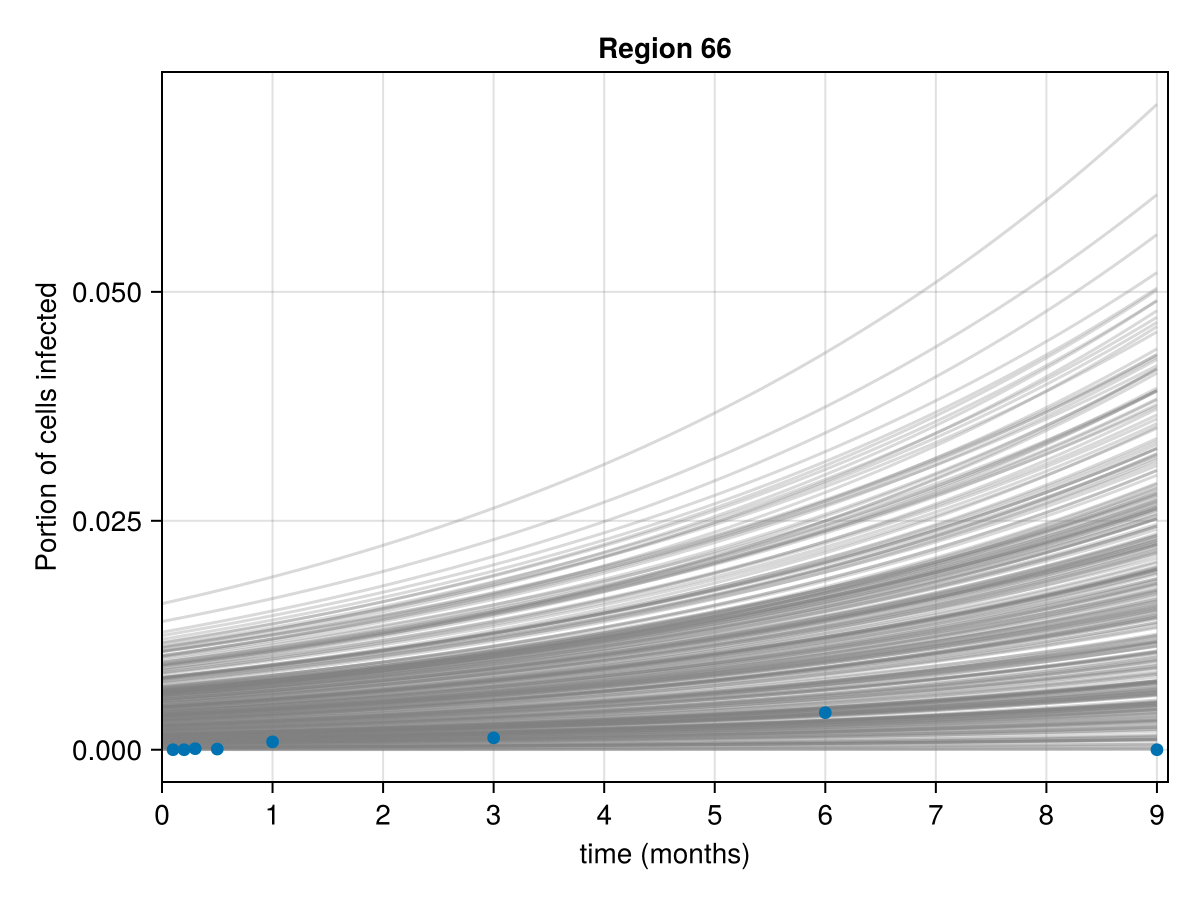 Region 66
Portion of cells infected
0.050
0.025
0.000
0 1 2 3 4 5 6 7 8 9
time (months)